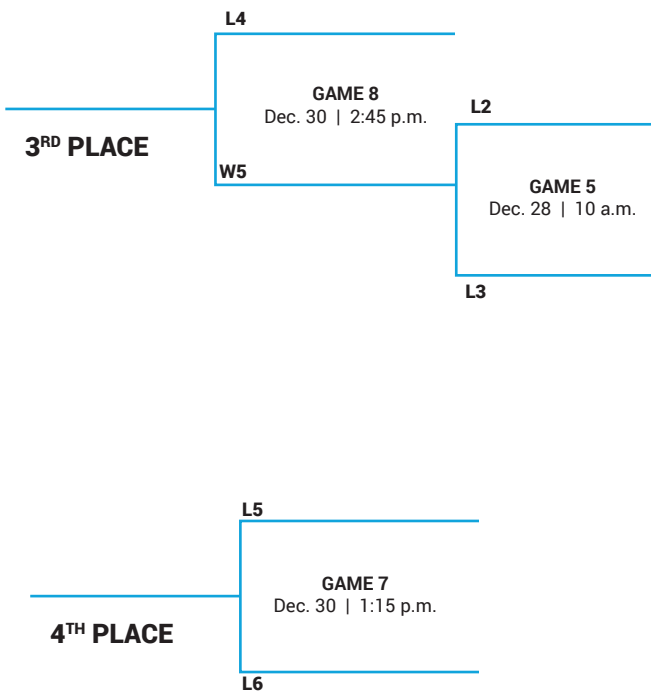 L4
GAME 8
Dec. 30 | 2:45 p.m.
3RD PLACE
W5
L2
GAME 5
Dec. 28 | 10 a.m.
L3
L5
GAME 7
Dec. 30 | 1:15 p.m.
4TH PLACE
L6